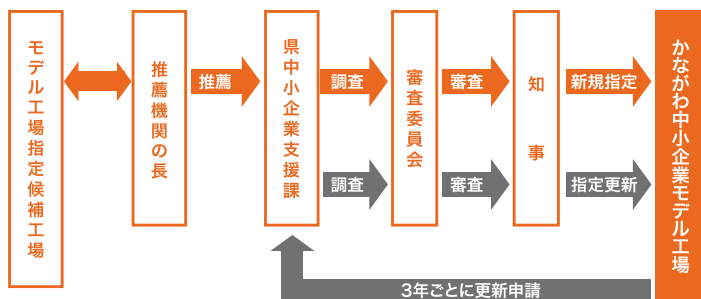 モデル工場指定候補工場
推薦機関の長
推薦
県中小企業支援課
調査
審査委員会
審査
知事
新規指定
かながわ中小企業モデル工場
調査
審査
指定更新
3年ごとに更新申請